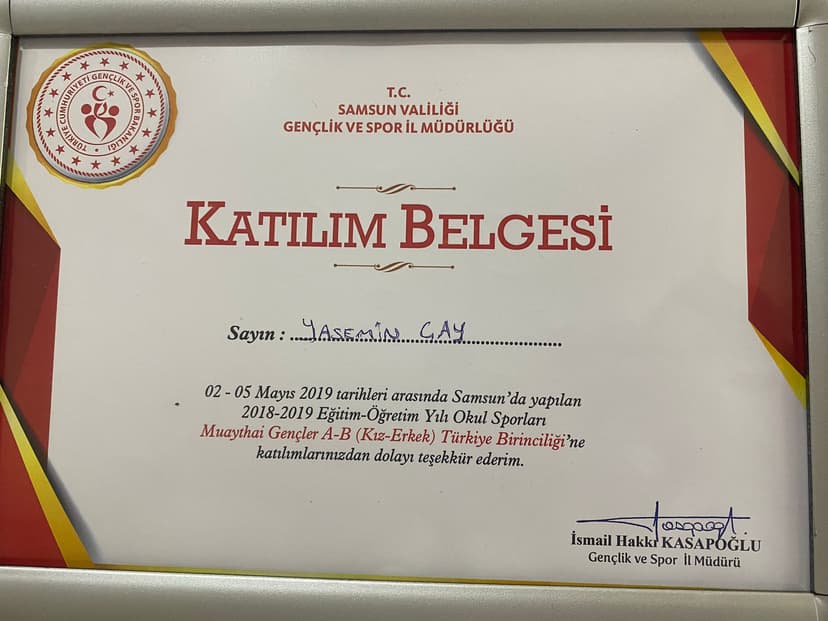 TÜRKİYE CUMHURİYETİ GENÇLİK VE SPOR BAKANLIĞI
T.C.
SAMSUN VALİLİĞİ
GENÇLİK VE SPOR İL MÜDÜRLÜĞÜ
KATILIM BELGESİ
Sayın : YASEMİN ÇAY
02 - 05 Mayıs 2019 tarihleri arasında Samsun'da yapılan
2018-2019 Eğitim-Öğretim Yılı Okul Sporları
Muaythai Gençler A-B (Kız-Erkek) Türkiye Birinciliği'ne
katılımlarınızdan dolayı teşekkür ederim.
İsmail Hakkı KASAPOĞLU
Gençlik ve Spor İl Müdürü